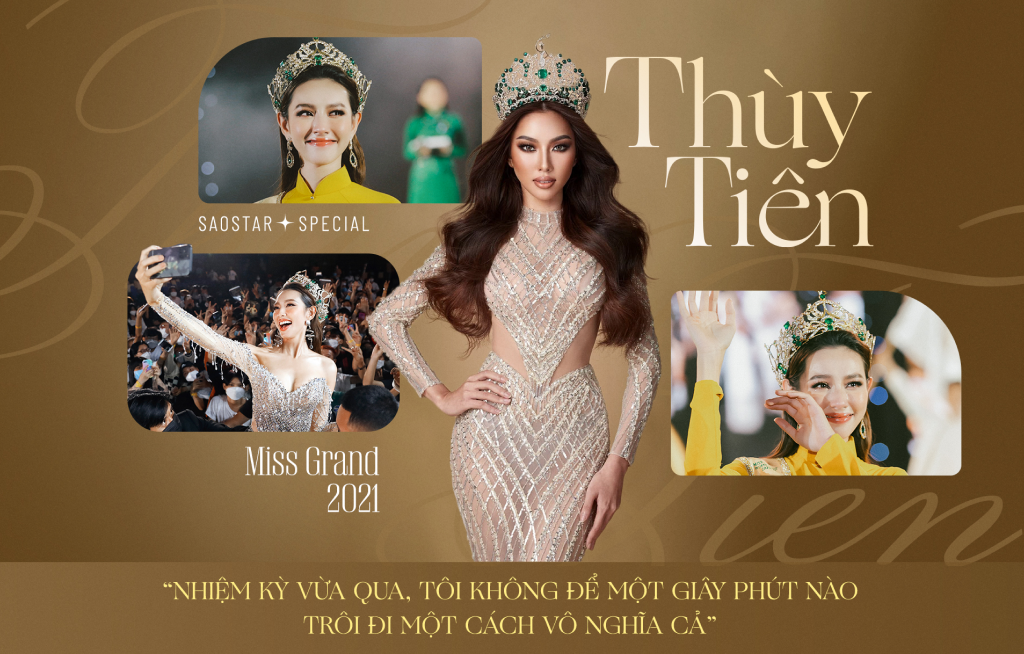 Thùy
Tiên
SAOSTAR SPECIAL
Miss Grand
2021
Tien
“NHIỆM KỲ VỪA QUA, TÔI KHÔNG ĐỂ MỘT GIÂY PHÚT NÀO
TRÔI ĐI MỘT CÁCH VÔ NGHĨA CẢ”